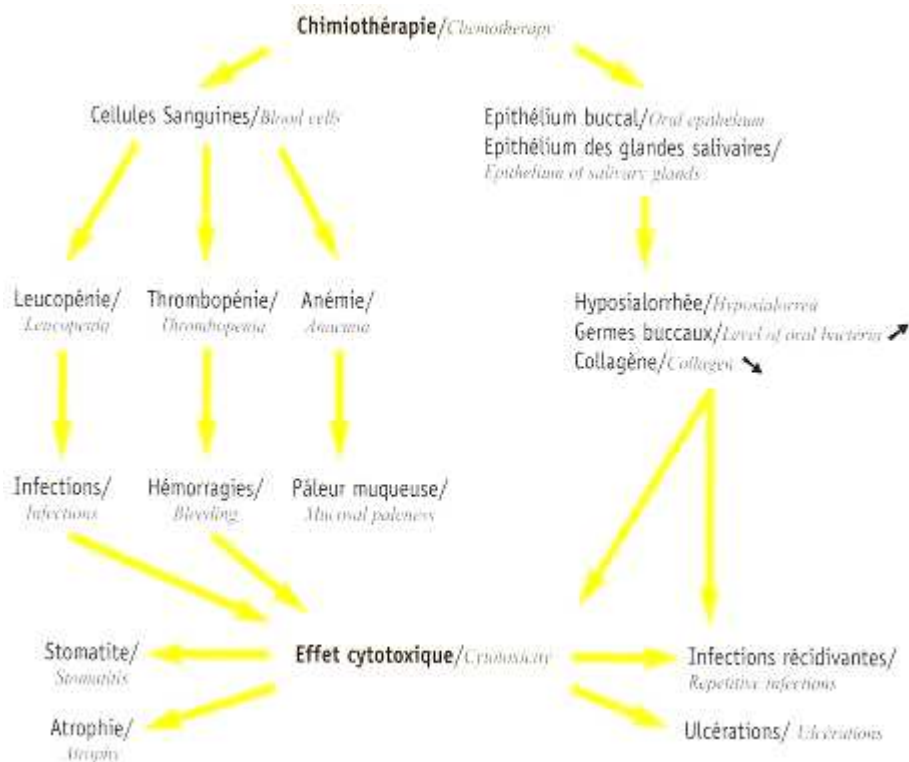 Chimiothérapie/Chemotherapy
Cellules Sanguines/Blood cells
Epithélium buccal/Oral epithelium
Epithélium des glandes salivaires/
Epithelium of salivary glands
Leucopénie/
Leucopenia
Thrombopénie/
Thrombopenia
Anémie/
Anaemia
Hyposialorrhée/Hyposialorrea
Germes buccaux/Level of oral bacteria
Collagène/Collagen
Infections/
Infections
Hémorragies/
Bleeding
Pâleur muqueuse/
Mucosal paleness
Stomatite/
Stomatitis
Effet cytotoxique/Cytotoxicity
Infections récidivantes/
Repetitive infections
Atrophie/
Atrophy
Ulcérations/ Ulcérations